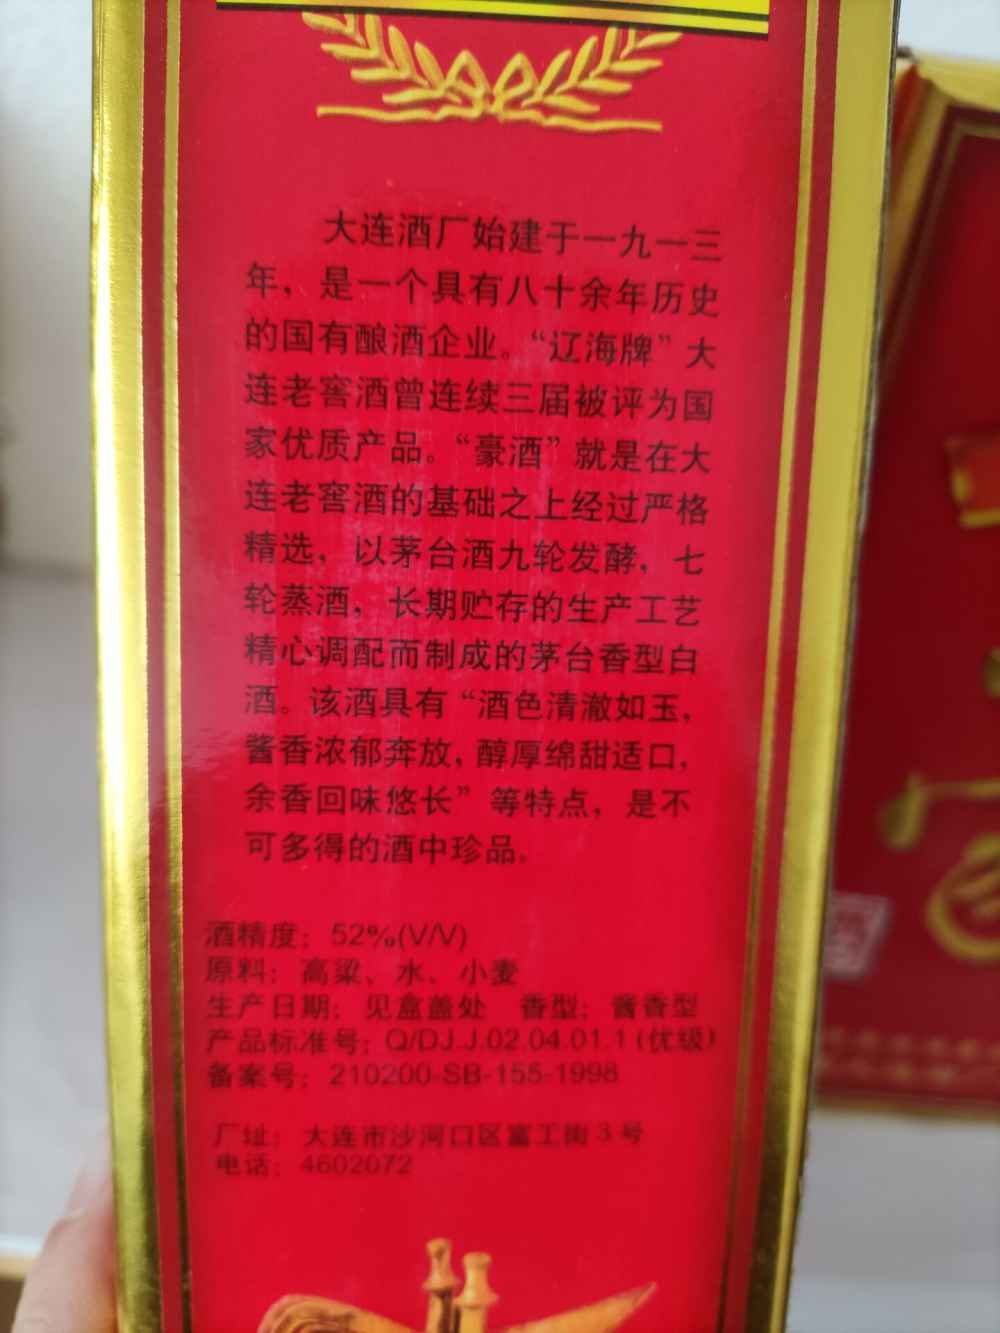 大连酒厂始建于一九一三
年，是一个具有八十余年历史
的国有酿酒企业。“辽海牌”大
连老窖酒曾连续三届被评为国
家优质产品。“豪酒”就是在大
连老窖酒的基础之上经过严格
精选，以茅台酒九轮发酵，七
轮蒸酒，长期贮存的生产工艺
精心调配而制成的茅台香型白
酒。该酒具有“酒色清澈如玉，
酱香浓郁奔放，醇厚绵甜适口，
余香回味悠长”等特点，是不
可多得的酒中珍品。
酒精度：52%(V/V)
原料：高粱、水、小麦
生产日期：见盒盖处 香型：酱香型
产品标准号：Q/DJ.J.02.04.01.1 (优级)
备案号：210200-SB-155-1998
厂址：大连市沙河口区富工街3号
电话：4602072